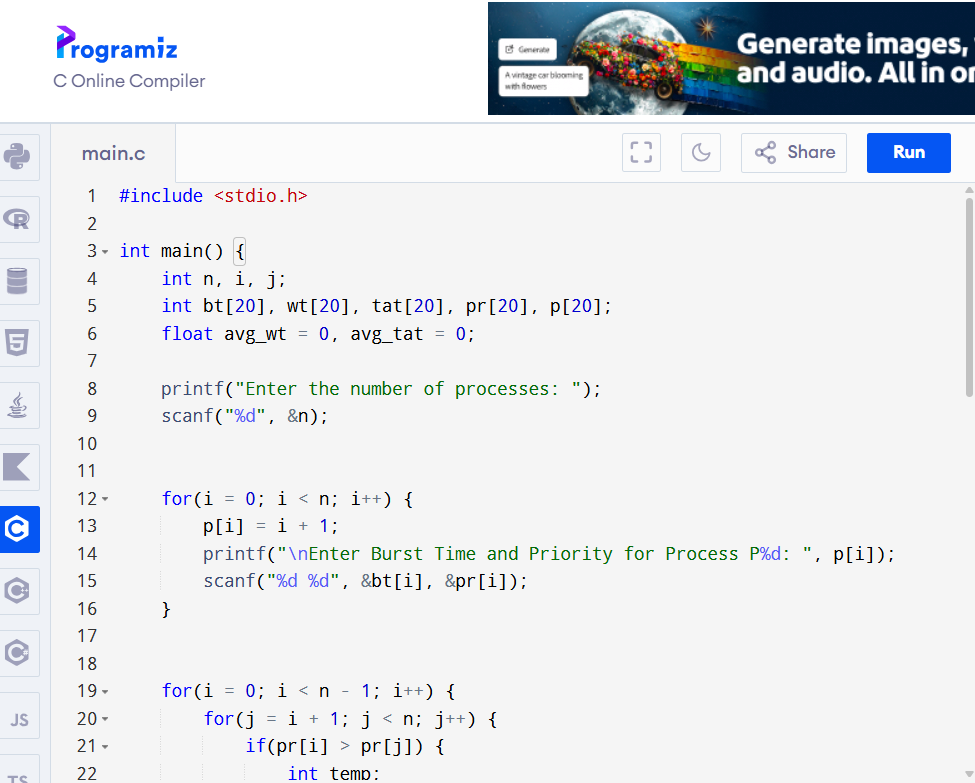 Programiz
C Online Compiler
Generate
A vintage car blooming
with flowers
Generate images,
and audio. All in
main.c
Share
Run
1 #include <stdio.h>
2
3 int main() {
4     int n, i, j;
5     int bt[20], wt[20], tat[20], pr[20], p[20];
6     float avg_wt = 0, avg_tat = 0;
7
8     printf("Enter the number of processes: ");
9     scanf("%d", &n);
10
11
12     for(i = 0; i < n; i++) {
13         p[i] = i + 1;
14         printf("\nEnter Burst Time and Priority for Process P%d: ", p[i]);
15         scanf("%d %d", &bt[i], &pr[i]);
16     }
17
18
19     for(i = 0; i < n - 1; i++) {
20         for(j = i + 1; j < n; j++) {
21             if(pr[i] > pr[j]) {
22                 int temp;
JS
TS